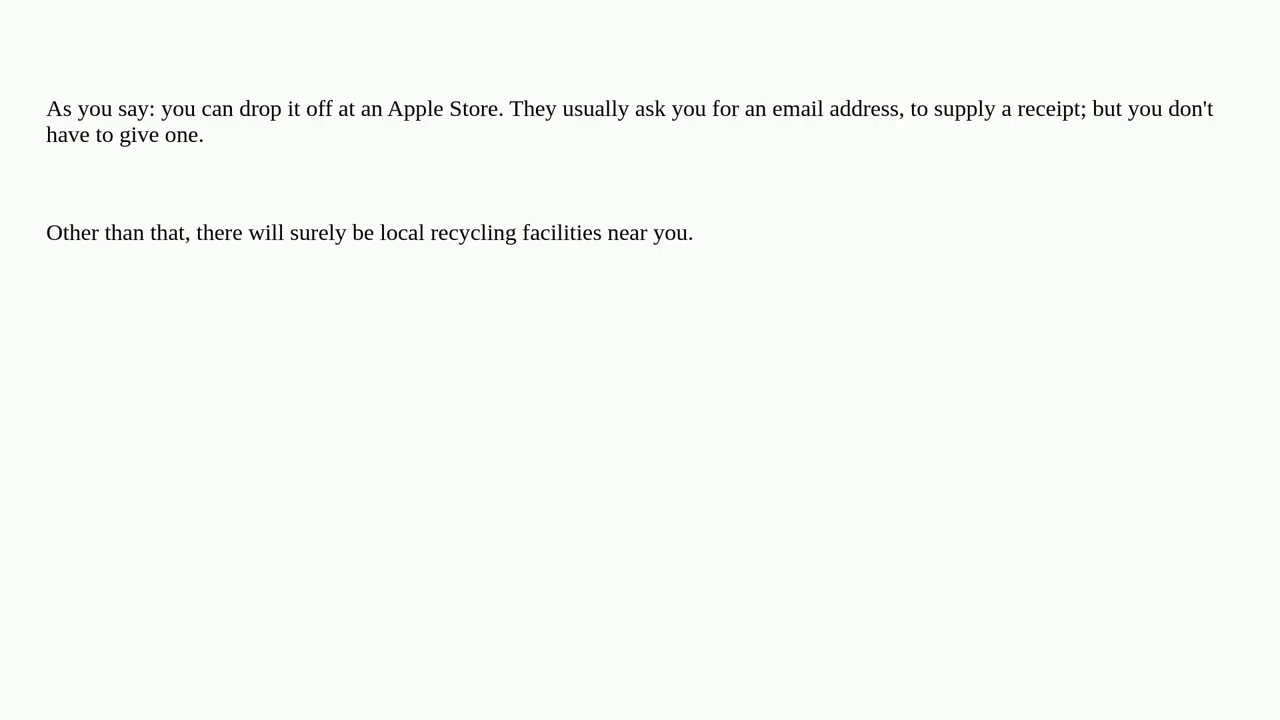 As you say: you can drop it off at an Apple Store. They usually ask you for an email address, to supply a receipt; but you don't
have to give one.
Other than that, there will surely be local recycling facilities near you.